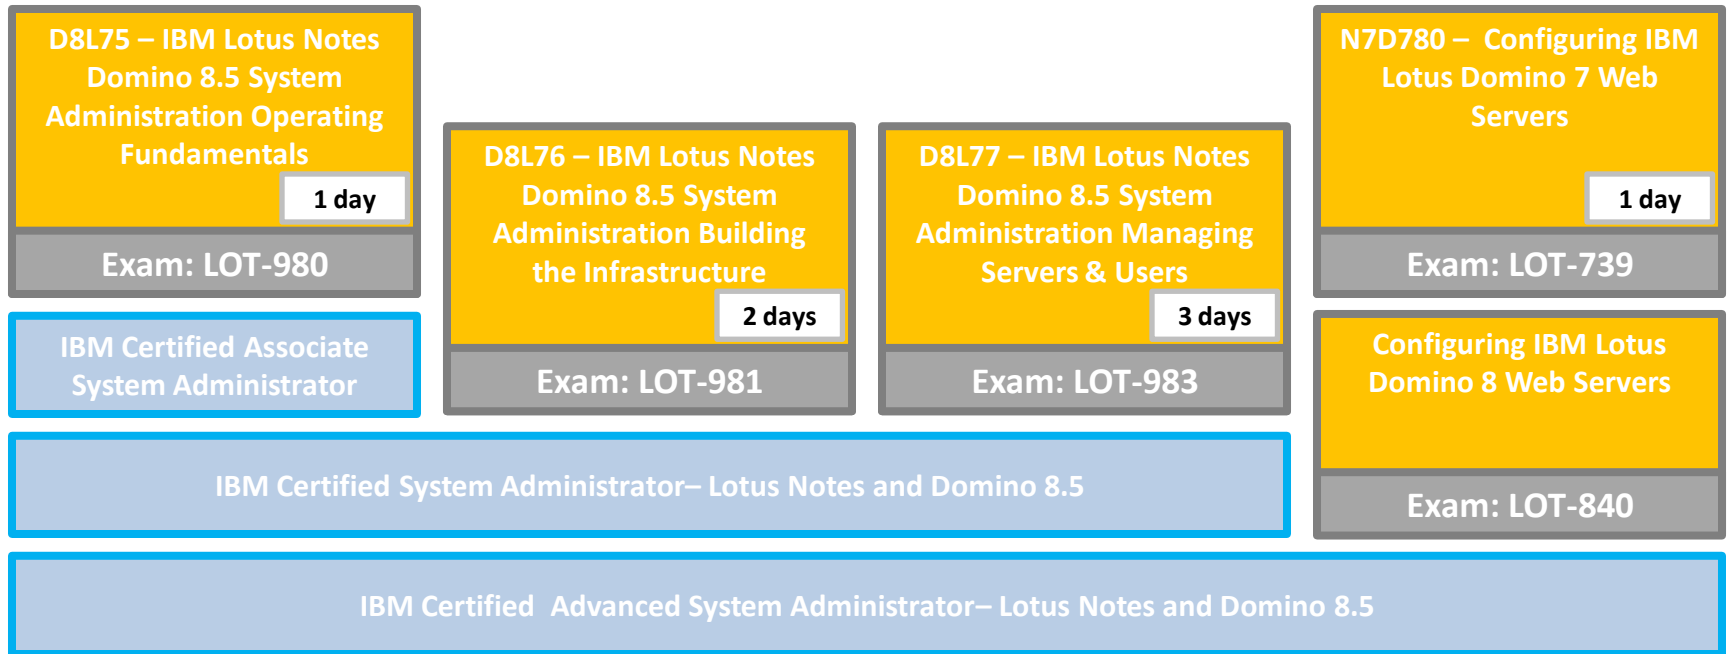 D8L75 – IBM Lotus Notes
Domino 8.5 System
Administration Operating
Fundamentals
1 day
Exam: LOT-980
IBM Certified Associate
System Administrator
D8L76 – IBM Lotus Notes
Domino 8.5 System
Administration Building
the Infrastructure
2 days
Exam: LOT-981
D8L77 – IBM Lotus Notes
Domino 8.5 System
Administration Managing
Servers & Users
3 days
Exam: LOT-983
N7D780 – Configuring IBM
Lotus Domino 7 Web
Servers
1 day
Exam: LOT-739
Configuring IBM Lotus
Domino 8 Web Servers
Exam: LOT-840
IBM Certified System Administrator– Lotus Notes and Domino 8.5
IBM Certified Advanced System Administrator– Lotus Notes and Domino 8.5